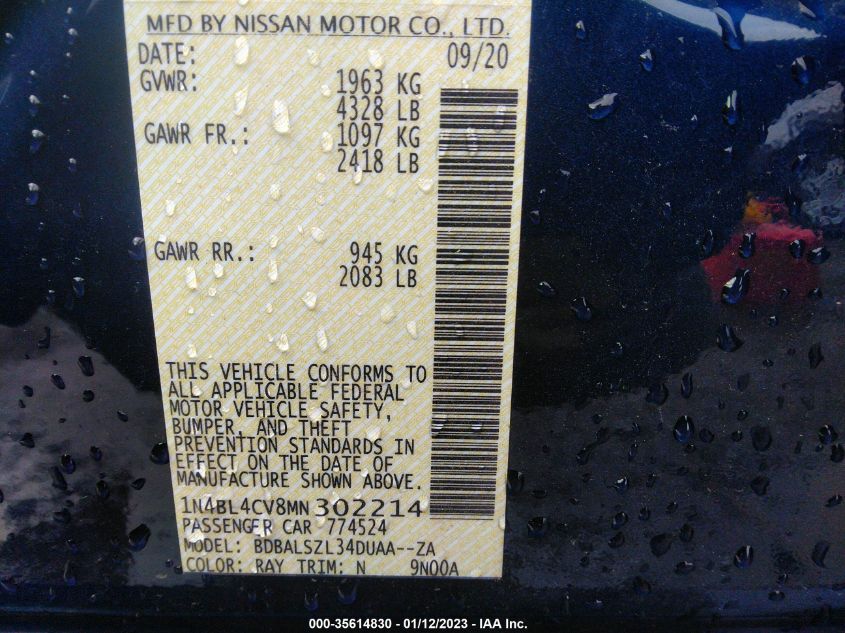 MFD BY NISSAN MOTOR CO., LTD.
DATE: 09/20
GVWR: 1963 KG
4328 LB
GAWR FR.: 1097 KG
2418 LB
GAWR RR.: 945 KG
2083 LB
THIS VEHICLE CONFORMS TO
ALL APPLICABLE FEDERAL
MOTOR VEHICLE SAFETY,
BUMPER, AND THEFT
PREVENTION STANDARDS IN
EFFECT ON THE DATE OF
MANUFACTURE SHOWN ABOVE.
1N4BL4CV8MN302214
PASSENGER CAR 774524
MODEL: BDBALSZL34DUAA--ZA
COLOR: RAY TRIM: N 9N00A
000-35614830 - 01/12/2023 - IAA Inc.